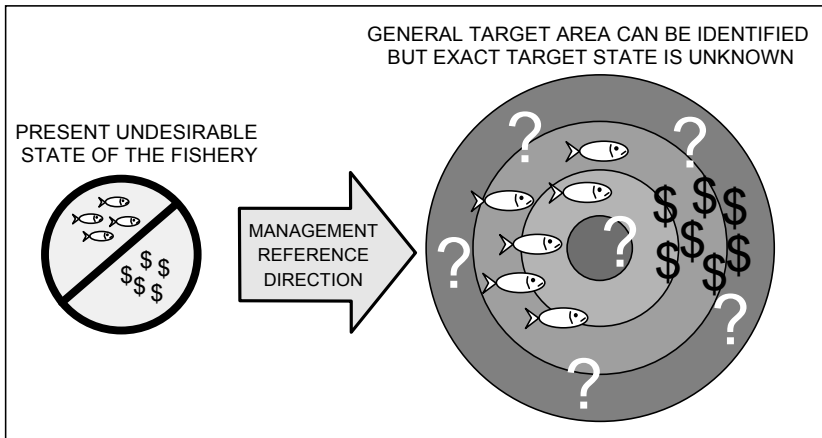 GENERAL TARGET AREA CAN BE IDENTIFIED
BUT EXACT TARGET STATE IS UNKNOWN
PRESENT UNDESIRABLE
STATE OF THE FISHERY
MANAGEMENT
REFERENCE
DIRECTION
$ $ $ $ $
$ $ $ $ $ $ $ $
? ? ? ? ? ?